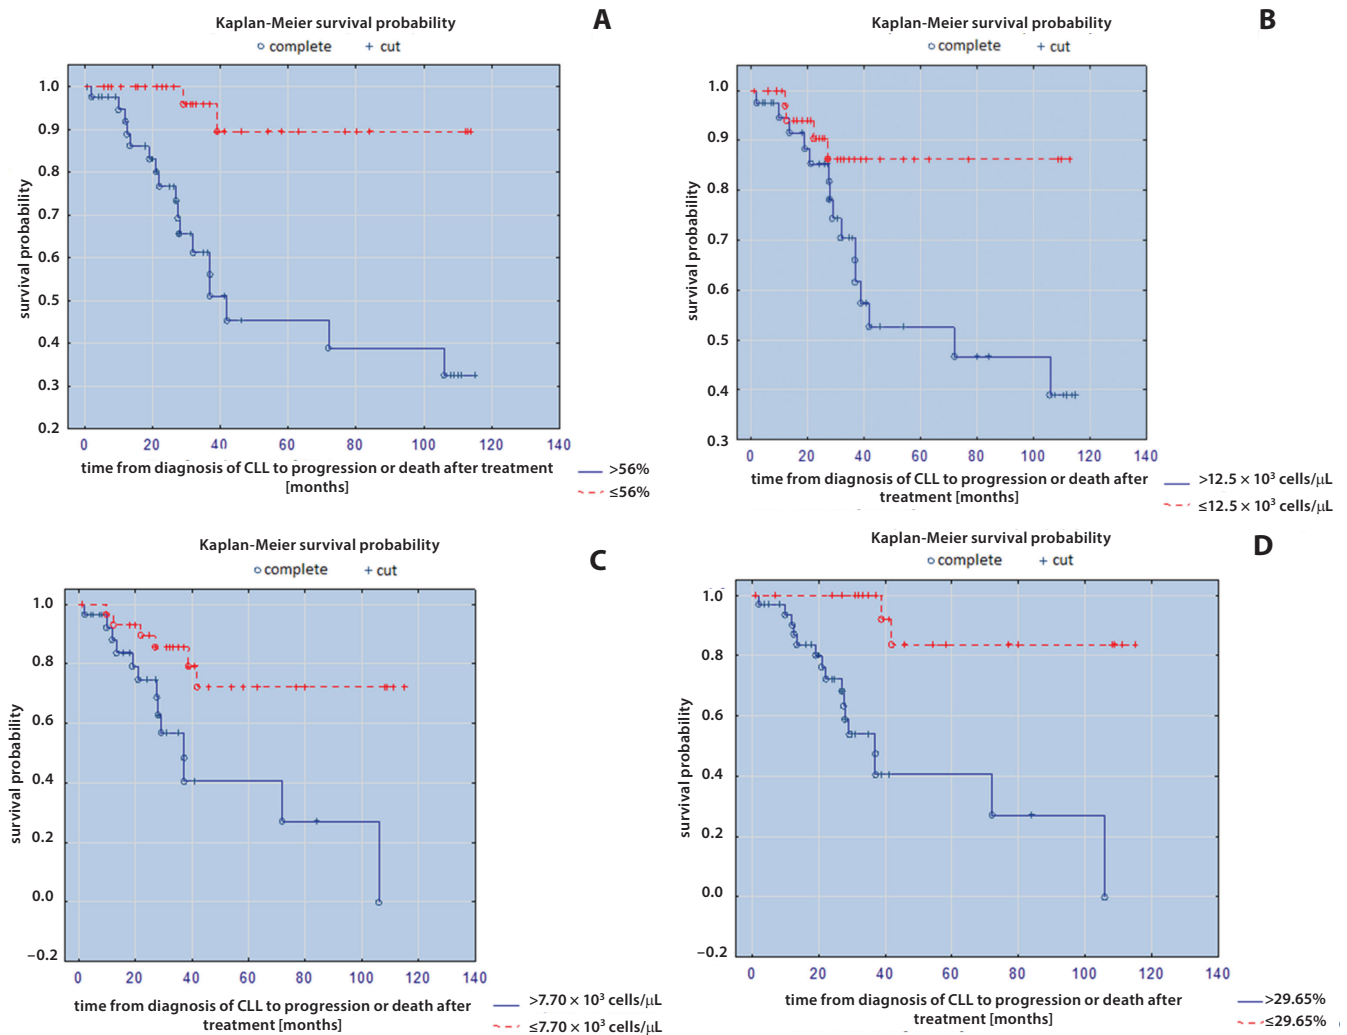 Kaplan-Meier survival probability
A
complete cut
survival probability
1.0
0.9
0.8
0.7
0.6
0.5
0.4
0.3
0.2
0 20 40 60 80 100 120 140
time from diagnosis of CLL to progression or death after treatment
[months]
>56%
≤56%
Kaplan-Meier survival probability
B
complete cut
survival probability
1.0
0.9
0.8
0.7
0.6
0.5
0.4
0.3
0 20 40 60 80 100 120 140
time from diagnosis of CLL to progression or death after
treatment [months]
>12.5 × 10³ cells/μL
≤12.5 × 10³ cells/μL
Kaplan-Meier survival probability
C
complete cut
survival probability
1.0
0.8
0.6
0.4
0.2
0.0
−0.2
0 20 40 60 80 100 120 140
time from diagnosis of CLL to progression or death after
treatment [months]
>7.70 × 10³ cells/μL
≤7.70 × 10³ cells/μL
Kaplan-Meier survival probability
D
complete cut
survival probability
1.0
0.8
0.6
0.4
0.2
0.0
−0.2
0 20 40 60 80 100 120 140
time from diagnosis of CLL to progression or death after
treatment [months]
>29.65%
≤29.65%